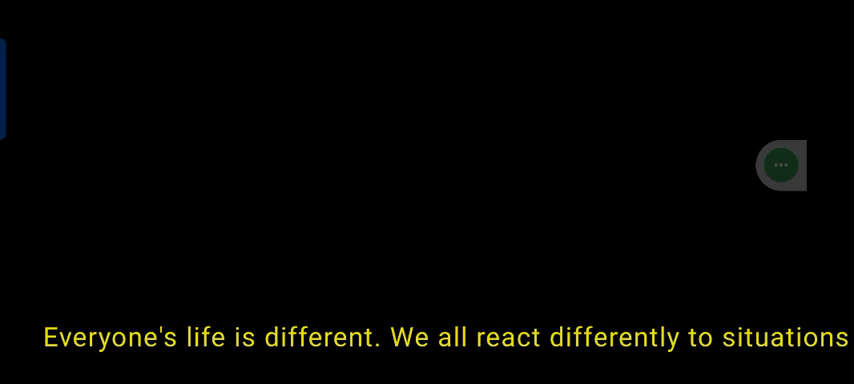 Everyone's life is different. We all react differently to situations